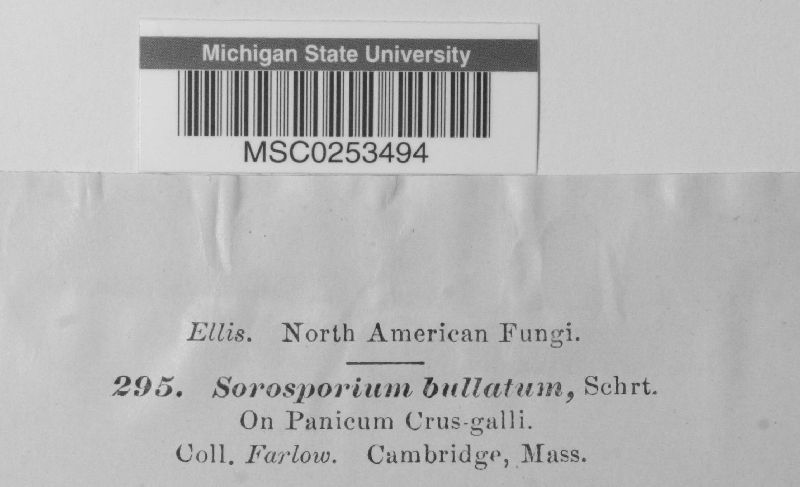 Michigan State University
MSC0253494
Ellis. North American Fungi.
295. Sorosporium bullatum, Schrt.
On Panicum Crus-galli.
Coll. Farlow. Cambridge, Mass.